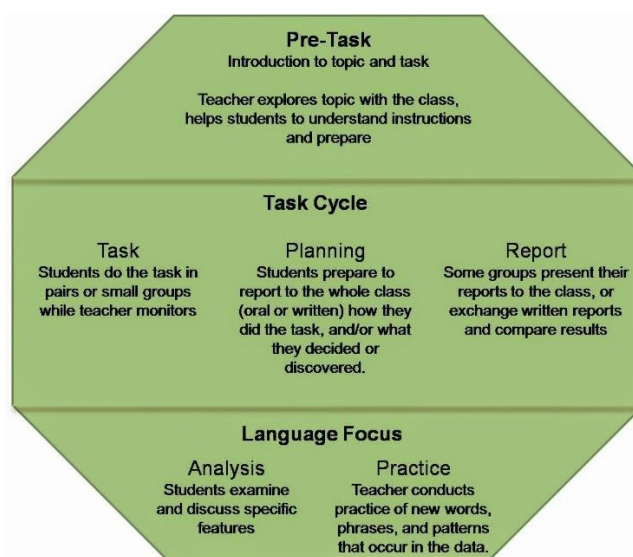 Pre-Task
Introduction to topic and task
Teacher explores topic with the class,
helps students to understand instructions
and prepare
Task Cycle
Task
Students do the task in
pairs or small groups
while teacher monitors
Planning
Students prepare to
report to the whole class
(oral or written) how they
did the task, and/or what
they decided or
discovered.
Report
Some groups present their
reports to the class, or
exchange written reports
and compare results
Language Focus
Analysis
Students examine
and discuss specific
features
Practice
Teacher conducts
practice of new words,
phrases, and patterns
that occur in the data.